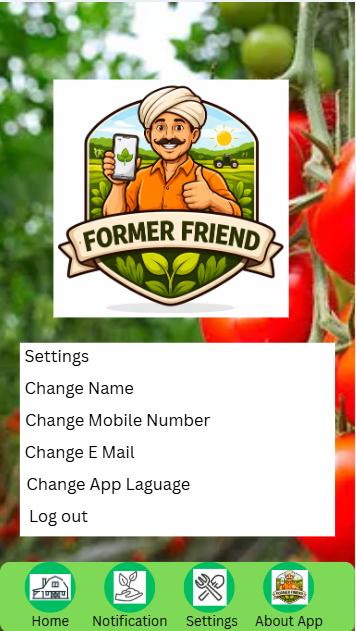 FORMER FRIEND
Settings
Change Name
Change Mobile Number
Change E Mail
Change App Laguage
Log out
Home Notification Settings About App